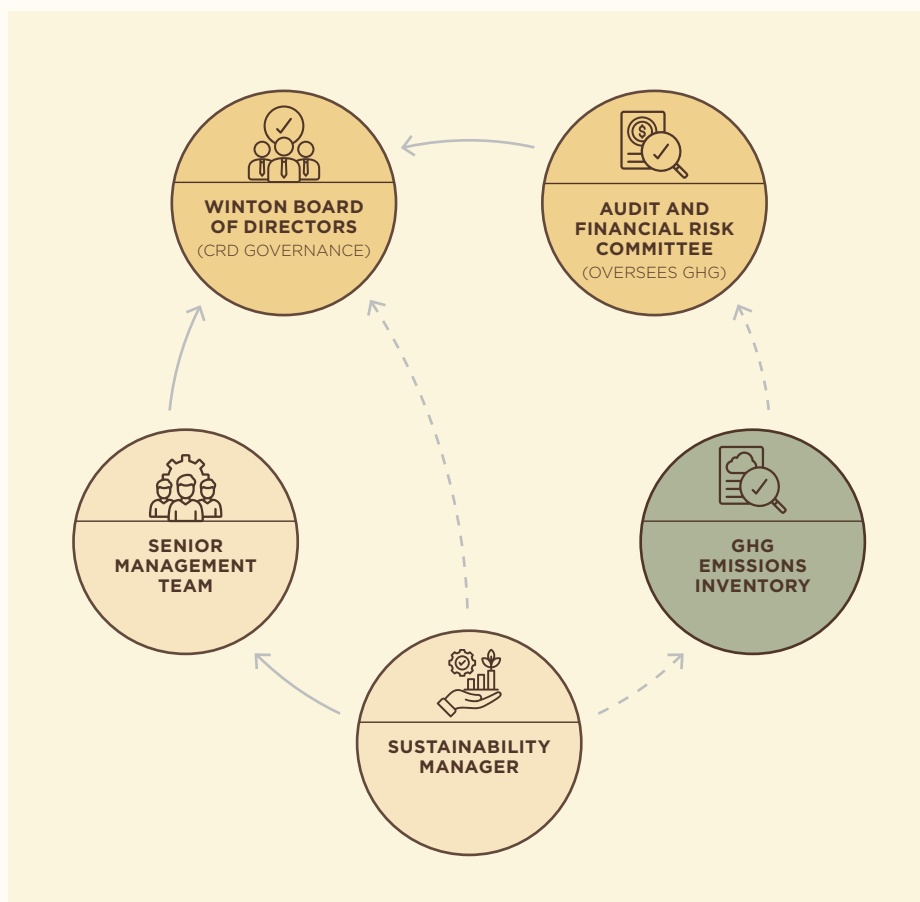 WINTON BOARD
OF DIRECTORS
(CRD GOVERNANCE)
AUDIT AND
FINANCIAL RISK
COMMITTEE
(OVERSEES GHG)
SENIOR
MANAGEMENT
TEAM
GHG
EMISSIONS
INVENTORY
SUSTAINABILITY
MANAGER